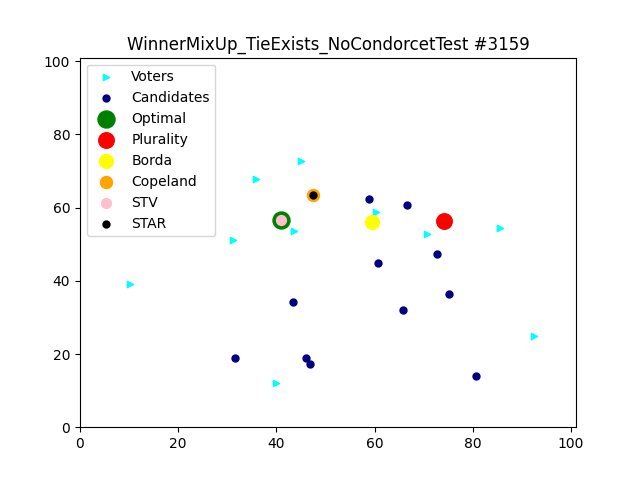 WinnerMixUp_TieExists_NoCondorcetTest #3159
Voters
Candidates
Optimal
Plurality
Borda
Copeland
STV
STAR
100
80
60
40
20
0
0 20 40 60 80 100